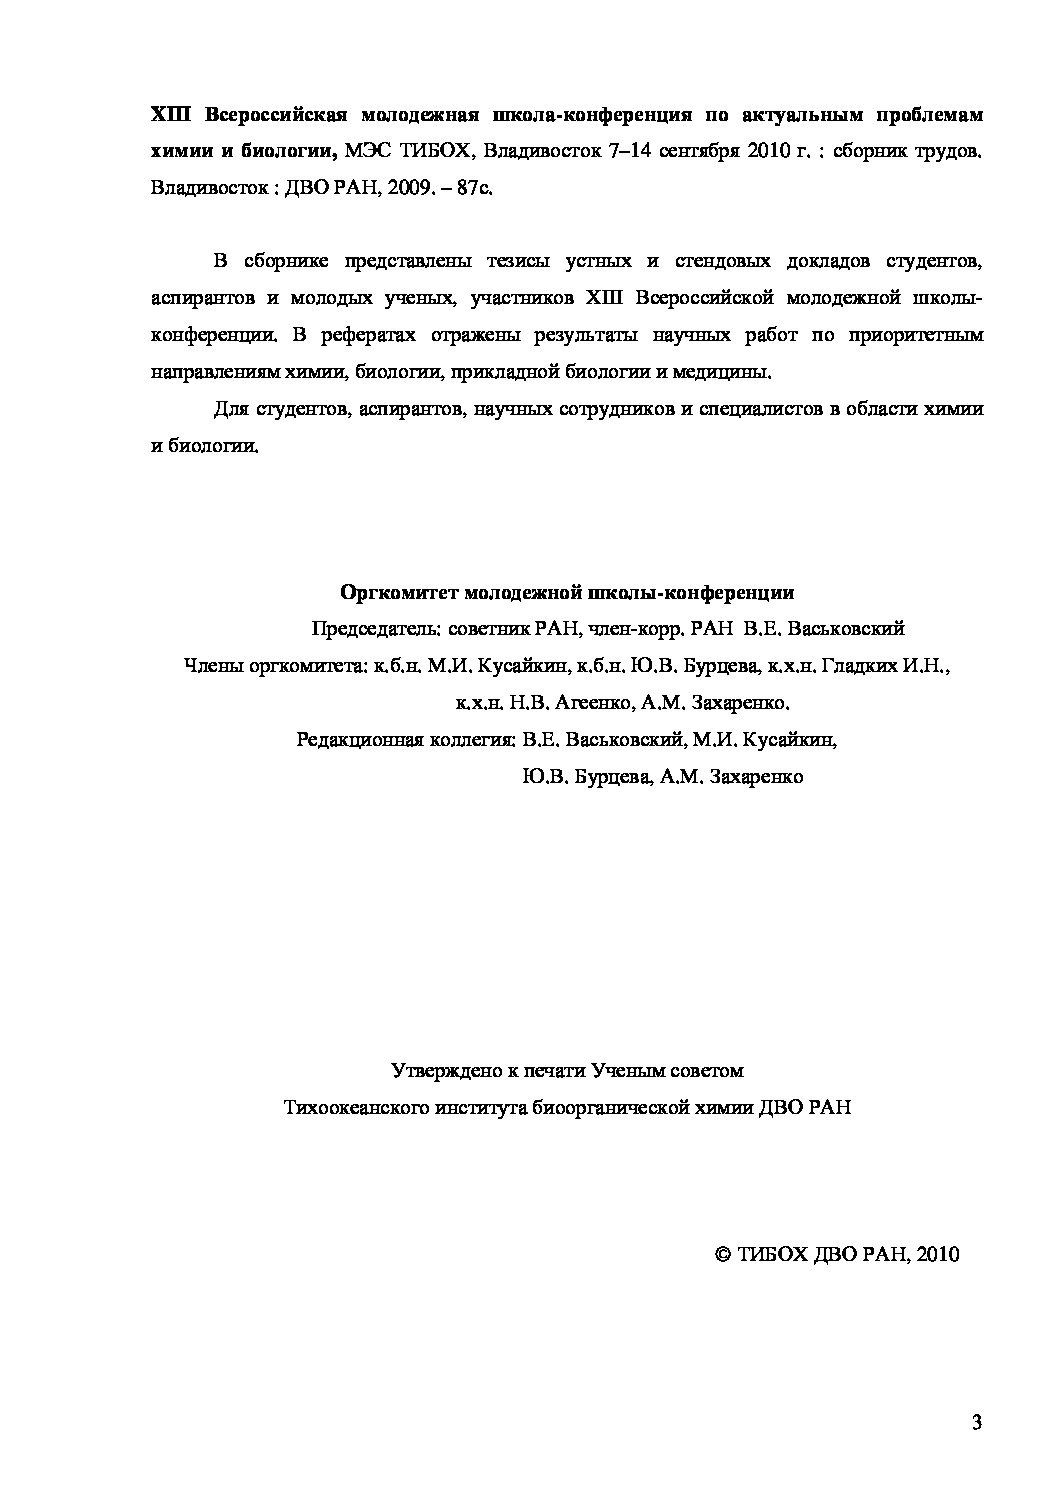 XIII Всероссийская молодежная школа-конференция по актуальным проблемам
химии и биологии, МЭС ТИБОХ, Владивосток 7–14 сентября 2010 г. : сборник трудов.
Владивосток : ДВО РАН, 2009. – 87с.
В сборнике представлены тезисы устных и стендовых докладов студентов,
аспирантов и молодых ученых, участников XIII Всероссийской молодежной школы-
конференции. В рефератах отражены результаты научных работ по приоритетным
направлениям химии, биологии, прикладной биологии и медицины.
Для студентов, аспирантов, научных сотрудников и специалистов в области химии
и биологии.
Оргкомитет молодежной школы-конференции
Председатель: советник РАН, член-корр. РАН В.Е. Васьковский
Члены оргкомитета: к.б.н. М.И. Кусайкин, к.б.н. Ю.В. Бурцева, к.х.н. Гладких И.Н.,
к.х.н. Н.В. Агеенко, А.М. Захаренко.
Редакционная коллегия: В.Е. Васьковский, М.И. Кусайкин,
Ю.В. Бурцева, А.М. Захаренко
Утверждено к печати Ученым советом
Тихоокеанского института биоорганической химии ДВО РАН
© ТИБОХ ДВО РАН, 2010
3